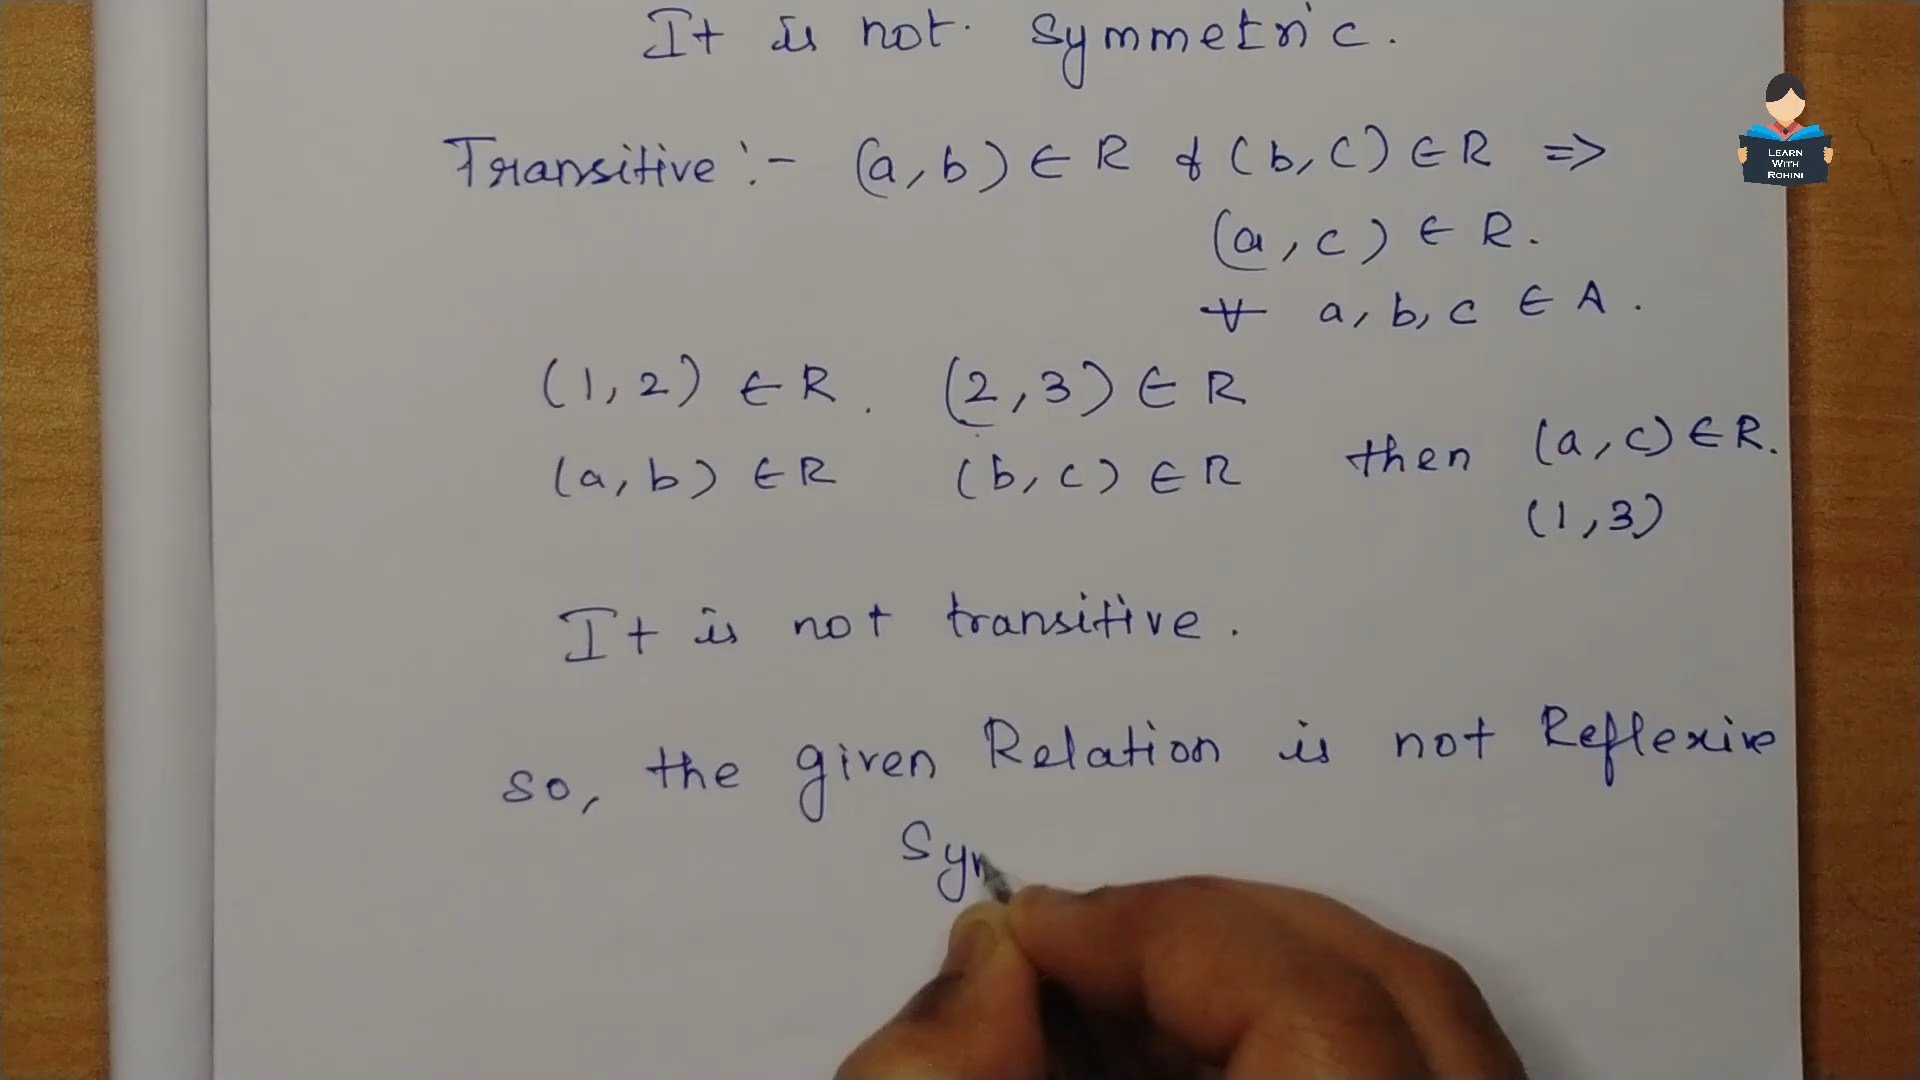 It is not symmetric.
Transitive :- (a,b) ∈ R & (b,c) ∈ R =>
(a,c) ∈ R.
∀ a,b,c ∈ A.
(1,2) ∈ R. (2,3) ∈ R
(a,b) ∈ R (b,c) ∈ R then (a,c) ∈ R.
(1,3)
It is not transitive.
so, the given Relation is not Reflexive
Sym
LEARN
WITH
ROHINI